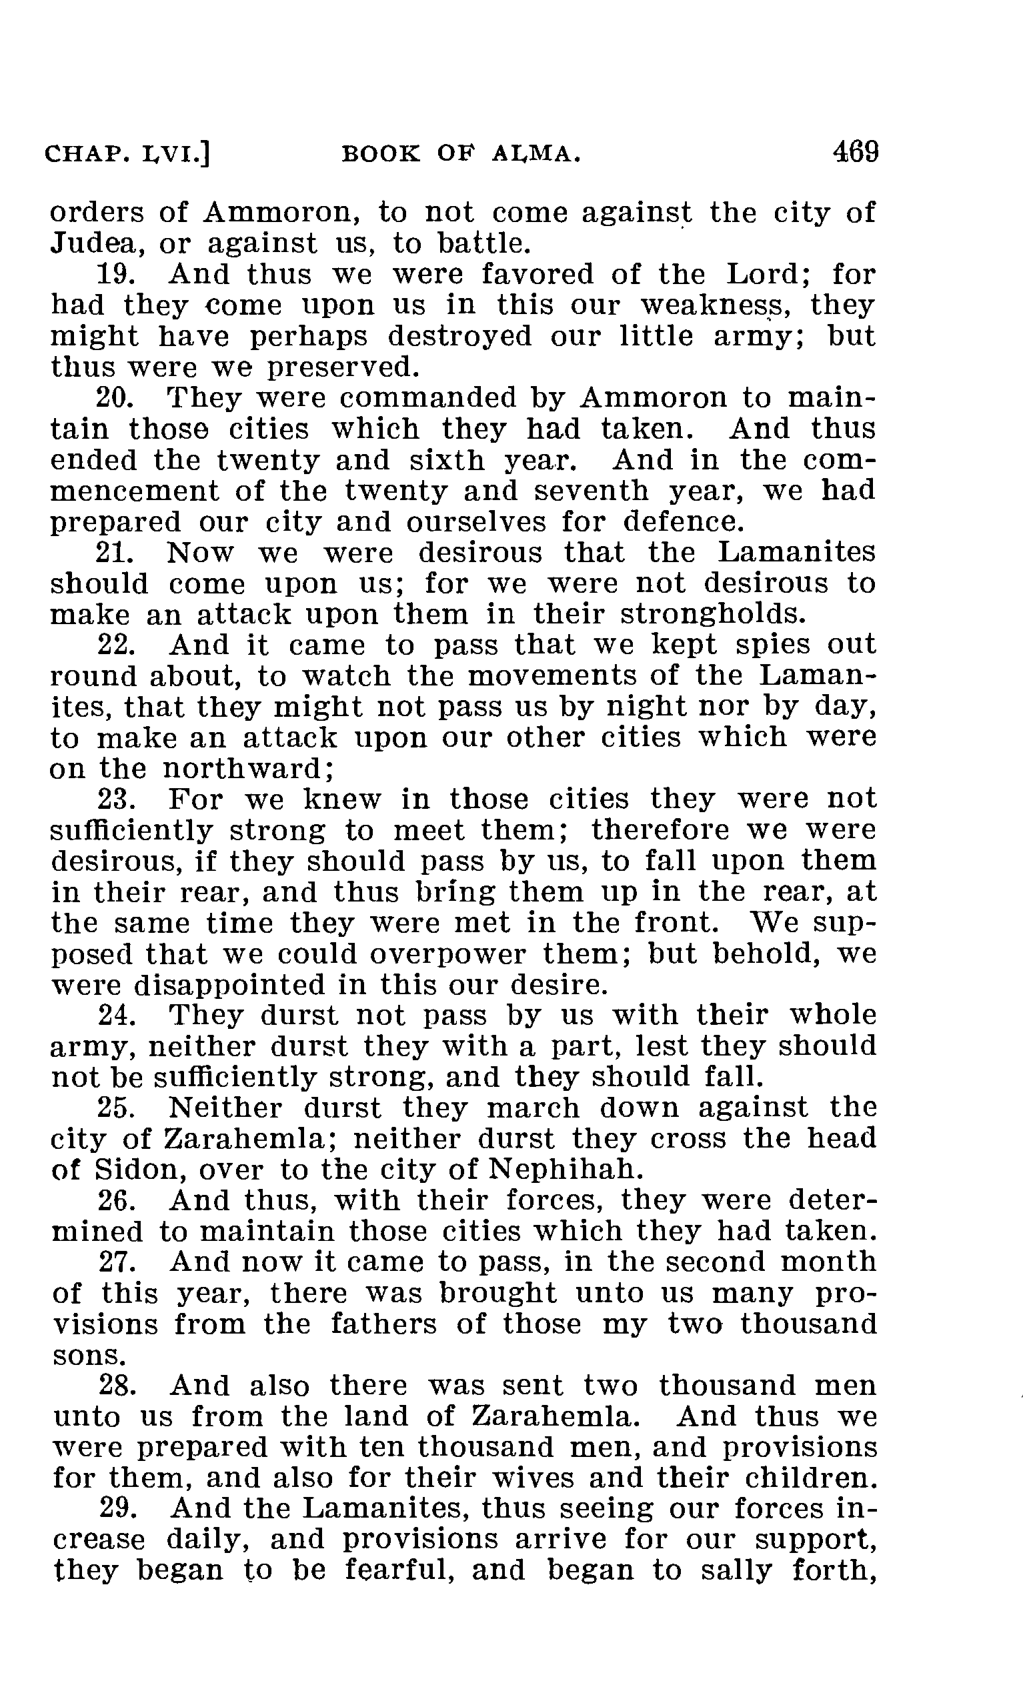 CHAP. LVI.] BOOK OF ALMA. 469
orders of Ammoron, to not come against the city of
Judea, or against us, to battle.
19. And thus we were favored of the Lord; for
had they come upon us in this our weakness, they
might have perhaps destroyed our little army; but
thus were we preserved.
20. They were commanded by Ammoron to main-
tain those cities which they had taken. And thus
ended the twenty and sixth year. And in the com-
mencement of the twenty and seventh year, we had
prepared our city and ourselves for defence.
21. Now we were desirous that the Lamanites
should come upon us; for we were not desirous to
make an attack upon them in their strongholds.
22. And it came to pass that we kept spies out
round about, to watch the movements of the Laman-
ites, that they might not pass us by night nor by day,
to make an attack upon our other cities which were
on the northward;
23. For we knew in those cities they were not
sufficiently strong to meet them; therefore we were
desirous, if they should pass by us, to fall upon them
in their rear, and thus bring them up in the rear, at
the same time they were met in the front. We sup-
posed that we could overpower them; but behold, we
were disappointed in this our desire.
24. They durst not pass by us with their whole
army, neither durst they with a part, lest they should
not be sufficiently strong, and they should fall.
25. Neither durst they march down against the
city of Zarahemla; neither durst they cross the head
of Sidon, over to the city of Nephihah.
26. And thus, with their forces, they were deter-
mined to maintain those cities which they had taken.
27. And now it came to pass, in the second month
of this year, there was brought unto us many pro-
visions from the fathers of those my two thousand
sons.
28. And also there was sent two thousand men
unto us from the land of Zarahemla. And thus we
were prepared with ten thousand men, and provisions
for them, and also for their wives and their children.
29. And the Lamanites, thus seeing our forces in-
crease daily, and provisions arrive for our support,
they began to be fearful, and began to sally forth,